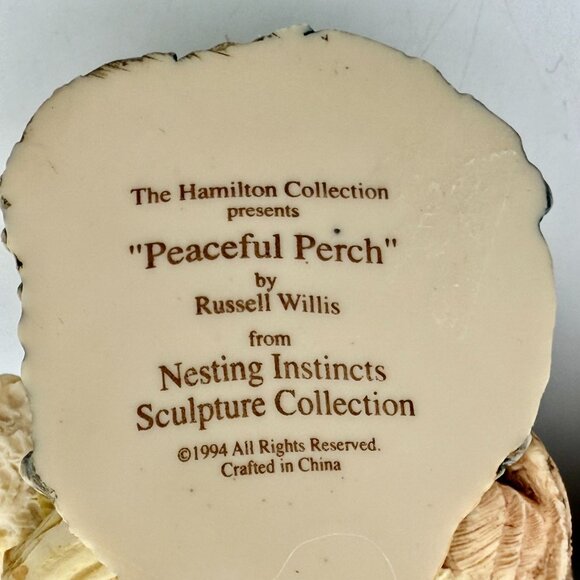 The Hamilton Collection
presents
"Peaceful Perch"
by
Russell Willis
from
Nesting Instincts
Sculpture Collection
©1994 All Rights Reserved.
Crafted in China